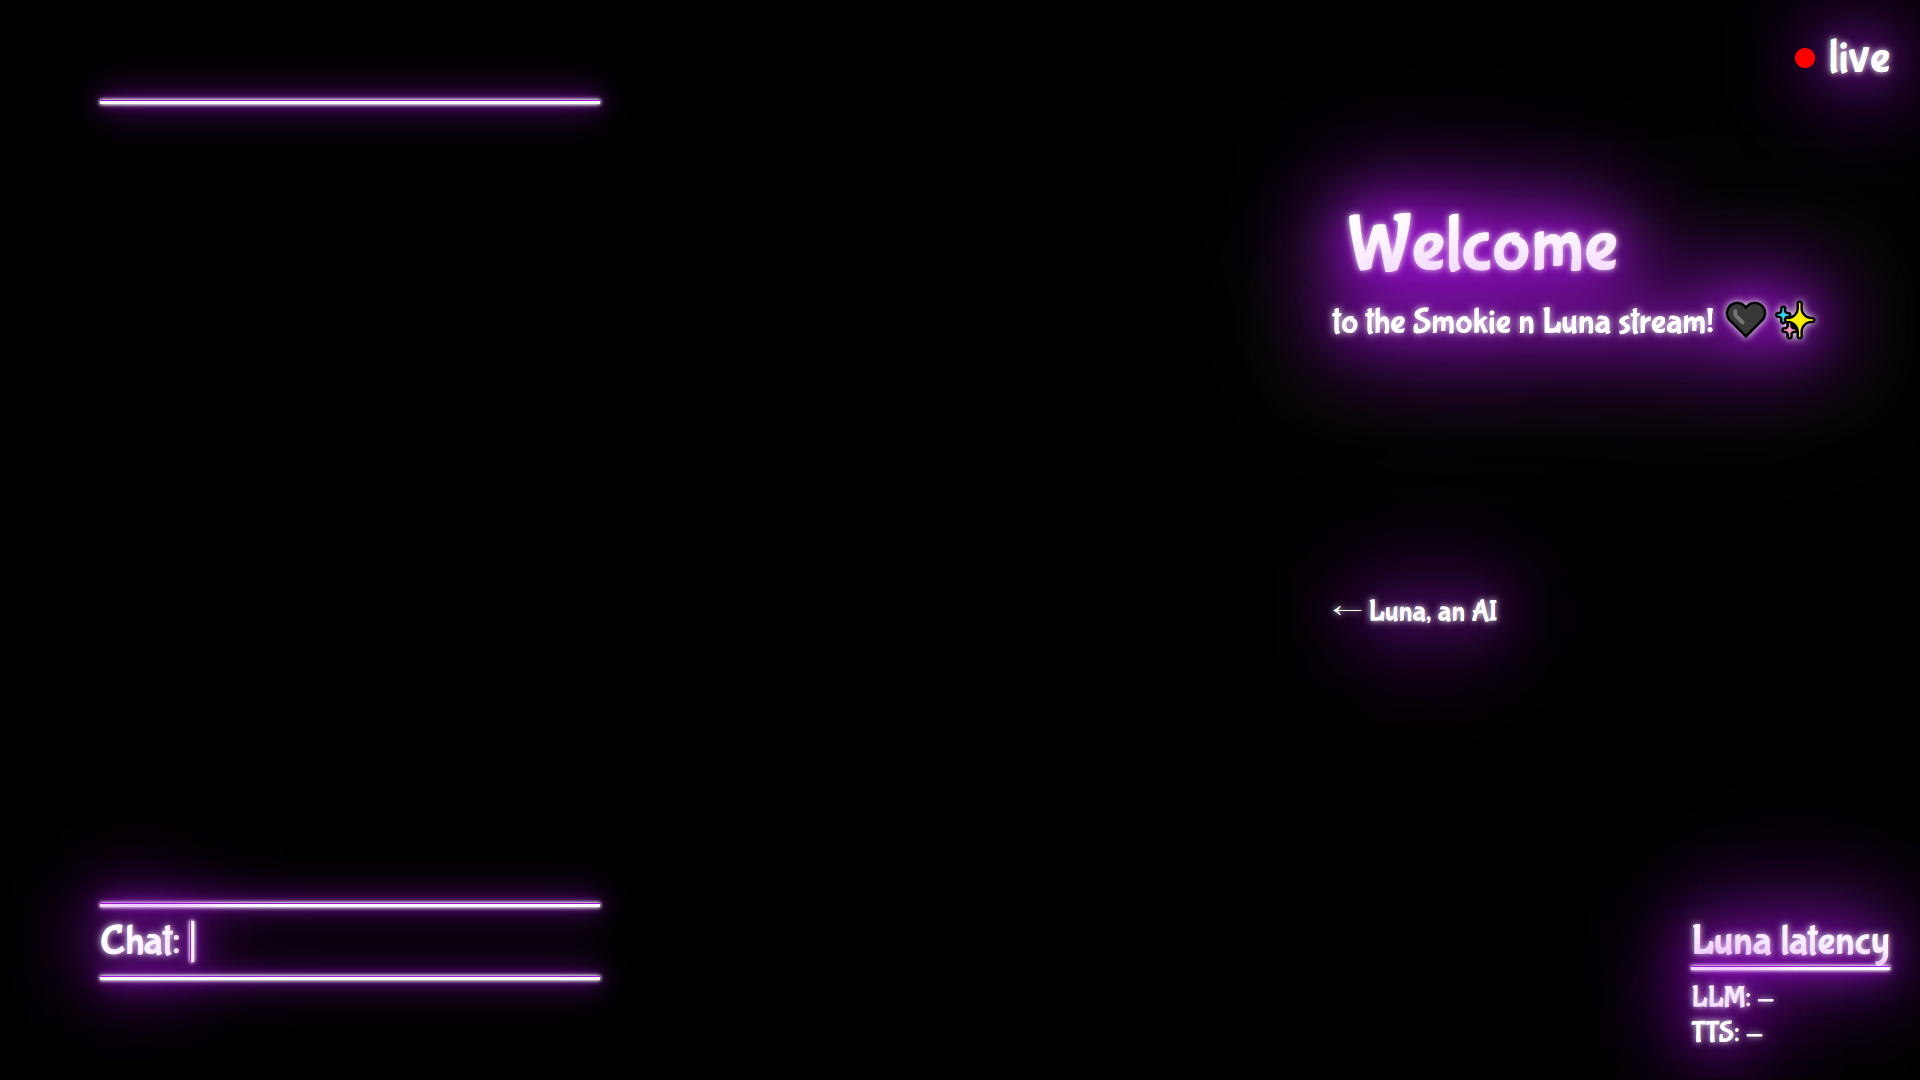 live
Welcome
to the Smokie n Luna stream! 🖤✨
← Luna, an AI
Chat:
Luna latency
LLM: –
TTS: –